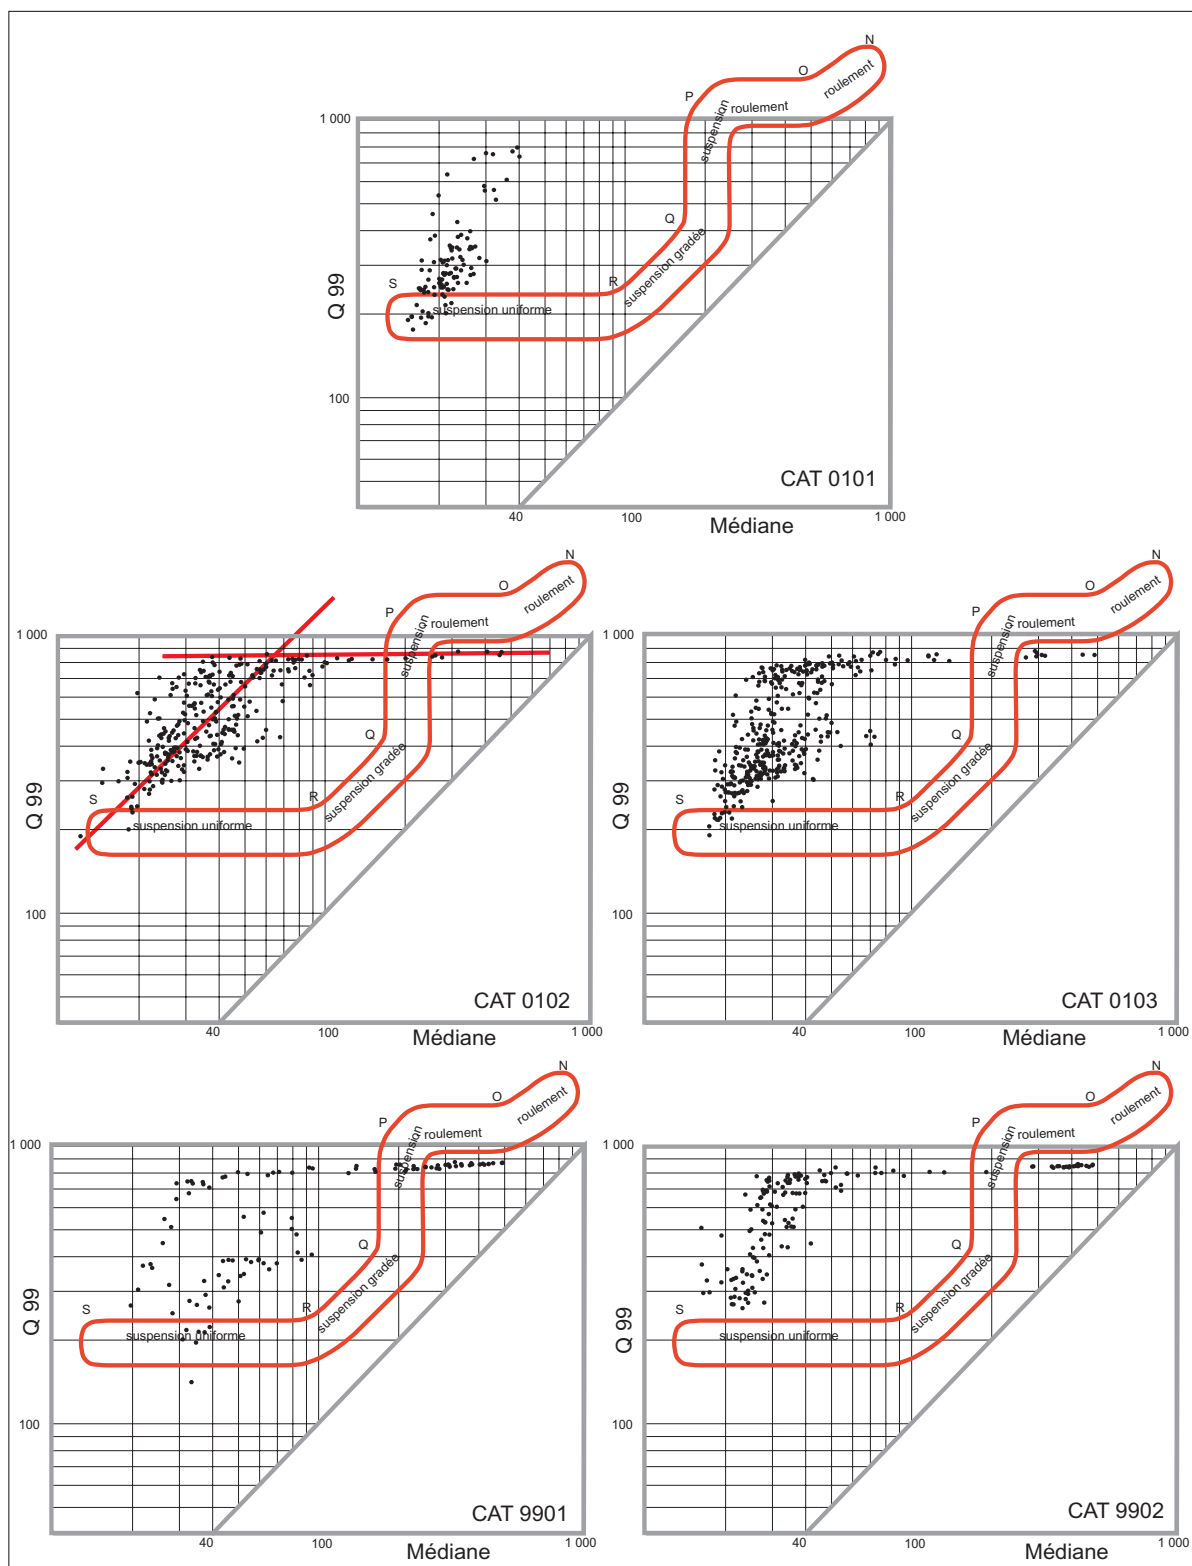 N
O
P
roulement
roulement
suspension
1 000
Q
suspension gradée
R
S
suspension uniforme
Q 99
100
CAT 0101
40
100
1 000
Médiane
N
O
P
roulement
roulement
suspension
1 000
Q
suspension gradée
R
S
suspension uniforme
Q 99
100
CAT 0102
40
100
1 000
Médiane
N
O
P
roulement
roulement
suspension
1 000
Q
suspension gradée
R
S
suspension uniforme
Q 99
100
CAT 0103
40
100
1 000
Médiane
N
O
P
roulement
roulement
suspension
1 000
Q
suspension gradée
R
S
suspension uniforme
Q 99
100
CAT 9901
40
100
1 000
Médiane
N
O
P
roulement
roulement
suspension
1 000
Q
suspension gradée
R
S
suspension uniforme
Q 99
100
CAT 9902
40
100
1 000
Médiane